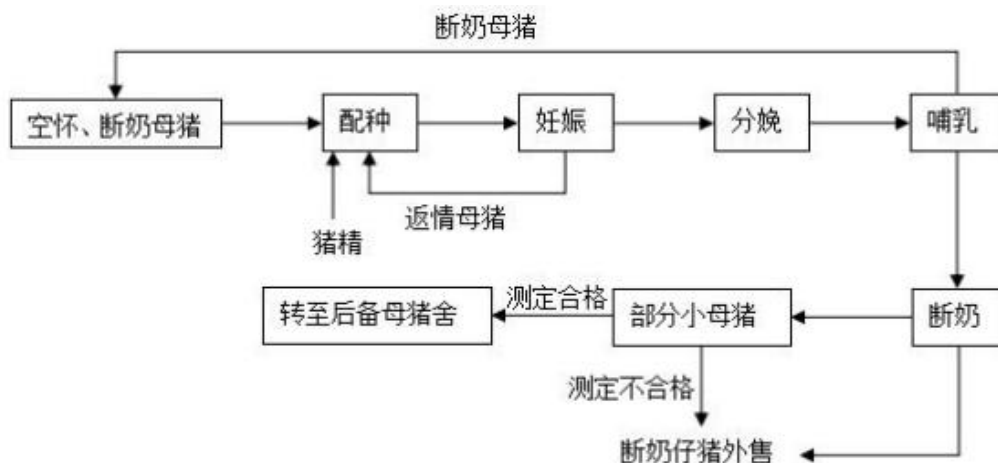 断奶母猪
空怀、断奶母猪
配种
妊娠
分娩
哺乳
返情母猪
猪精
转至后备母猪舍
测定合格
部分小母猪
断奶
测定不合格
断奶仔猪外售